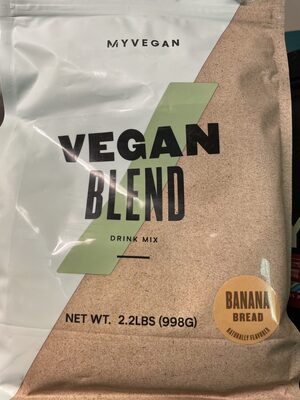 MYVEGAN
VEGAN
BLEND
DRINK MIX
NET WT. 2.2LBS (998G)
BANANA
BREAD
NATURALLY FLAVORED